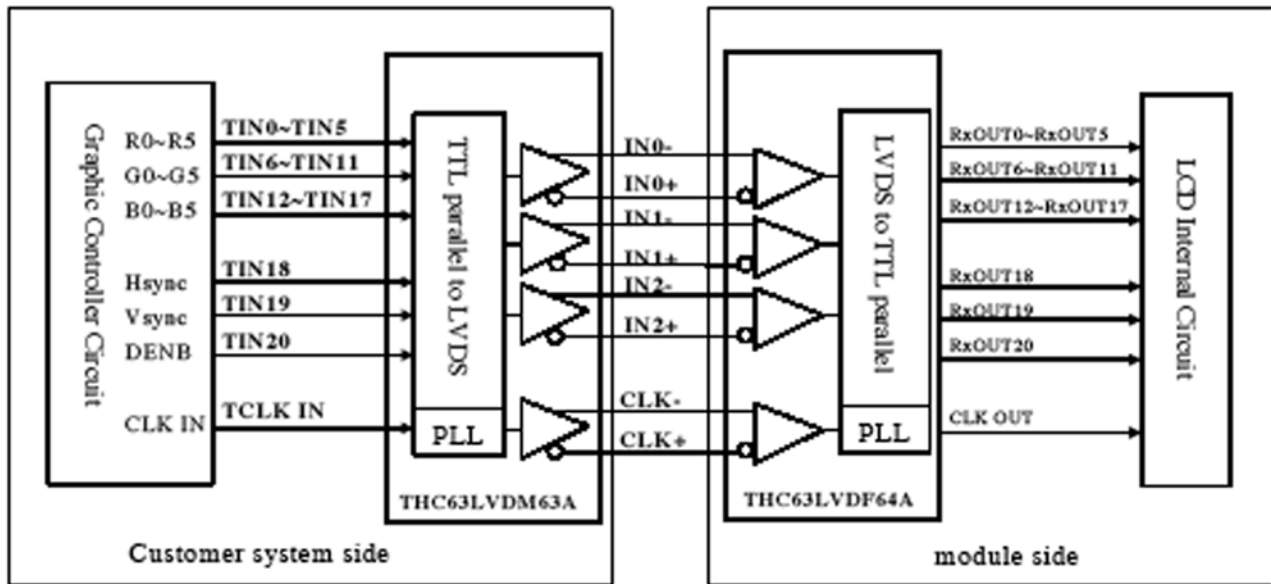 Graphic Controller Circuit
R0~R5
G0~G5
B0~B5
Hsync
Vsync
DENB
CLK IN
TIN0~TIN5
TIN6~TIN11
TIN12~TIN17
TIN18
TIN19
TIN20
TCLK IN
TTL parallel to LVDS
PLL
THC63LVDM63A
Customer system side
IN0-
IN0+
IN1-
IN1+
IN2-
IN2+
CLK-
CLK+
LVDS to TTL parallel
PLL
THC63LVDF64A
RxOUT0~RxOUT5
RxOUT6~RxOUT11
RxOUT12~RxOUT17
RxOUT18
RxOUT19
RxOUT20
CLK OUT
LCD Internal Circuit
module side